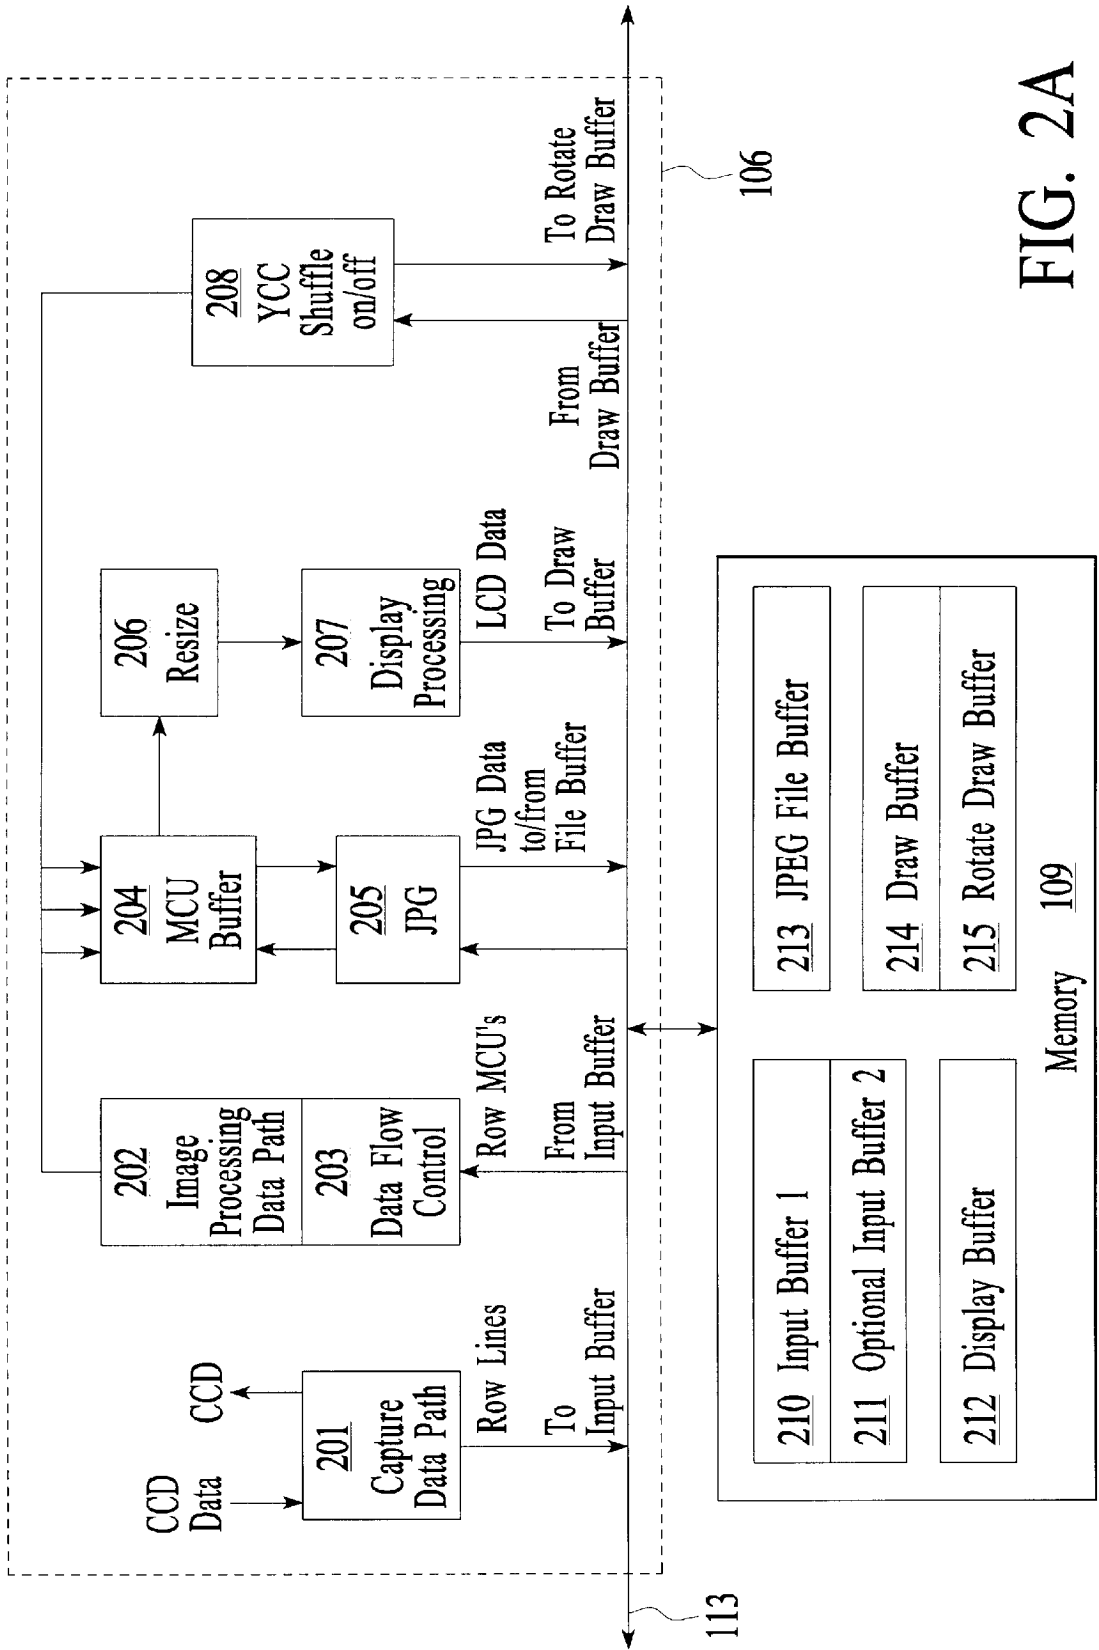 CCD
Data
CCD
201
Capture
Data Path
Row Lines
To
Input Buffer
202
Image
Processing
Data Path
203
Data Flow
Control
Row MCU's
From
Input Buffer
204
MCU
Buffer
205
JPG
JPG Data
to/from
File Buffer
206
Resize
207
Display
Processing
LCD Data
To Draw
Buffer
208
YCC
Shuffle
on/off
From
Draw Buffer
To Rotate
Draw Buffer
113
106
210 Input Buffer 1
211 Optional Input Buffer 2
212 Display Buffer
213 JPEG File Buffer
214 Draw Buffer
215 Rotate Draw Buffer
Memory 109
FIG. 2A